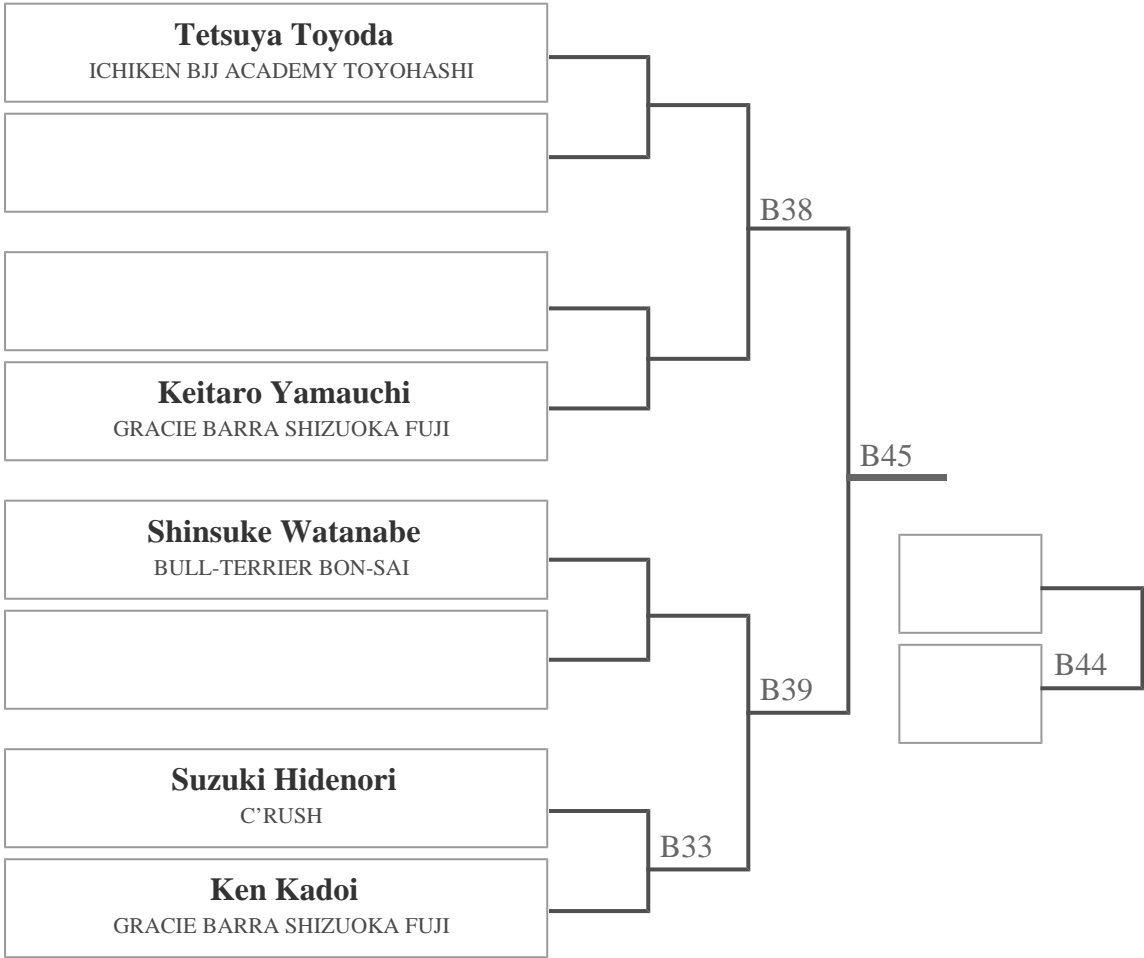 Tetsuya Toyoda
ICHIKEN BJJ ACADEMY TOYOHASHI
B38
Keitaro Yamauchi
GRACIE BARRA SHIZUOKA FUJI
B45
Shinsuke Watanabe
BULL-TERRIER BON-SAI
B44
B39
Suzuki Hidenori
C’RUSH
B33
Ken Kadoi
GRACIE BARRA SHIZUOKA FUJI